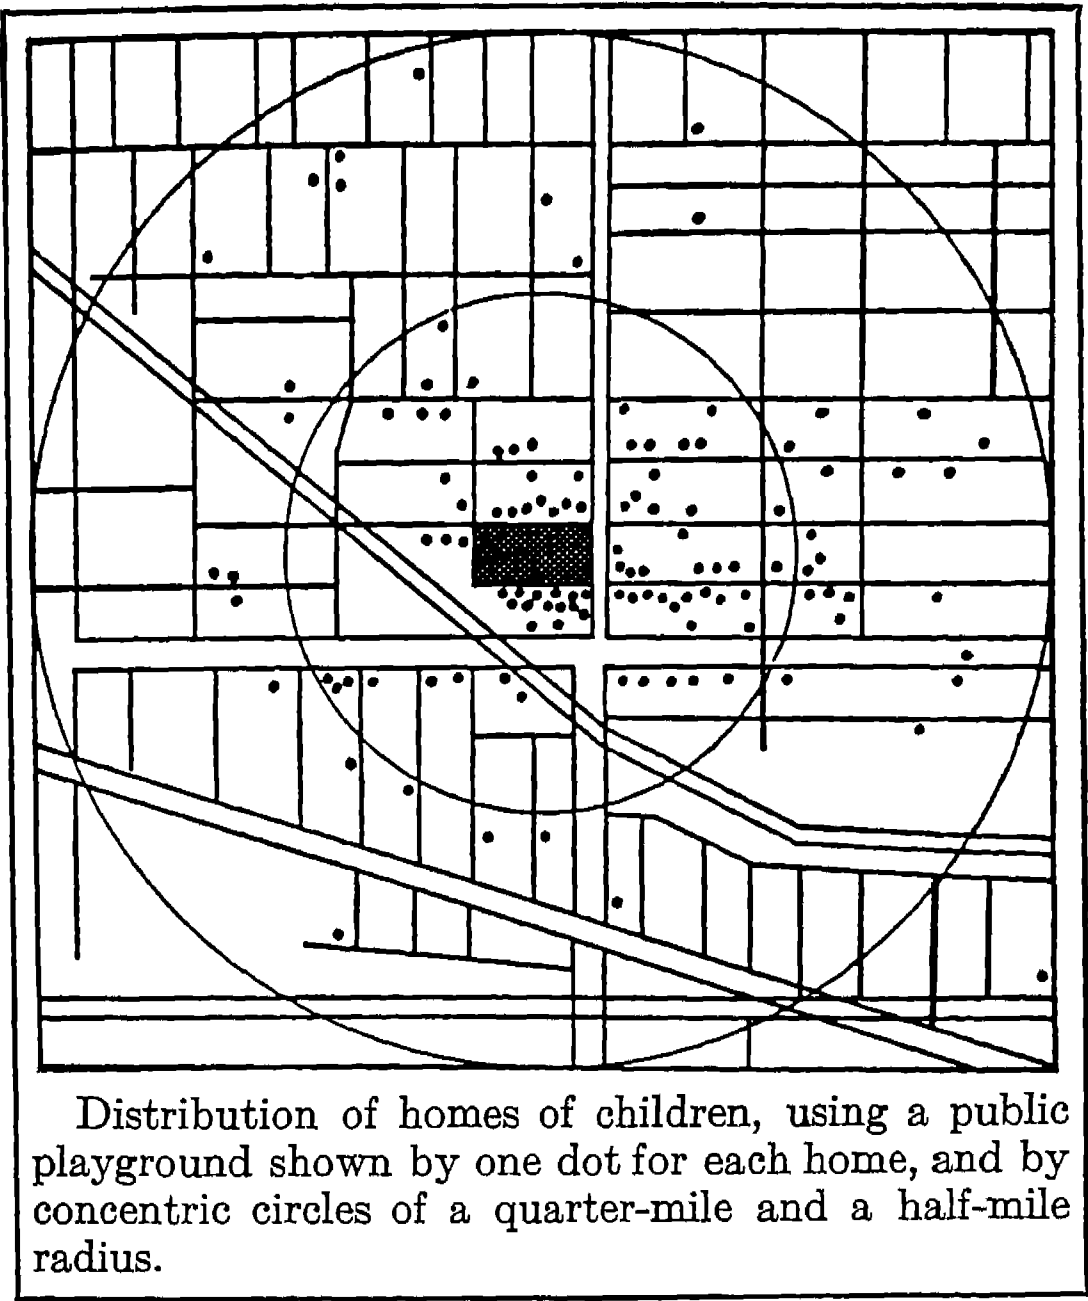 Distribution of homes of children, using a public
playground shown by one dot for each home, and by
concentric circles of a quarter-mile and a half-mile
radius.